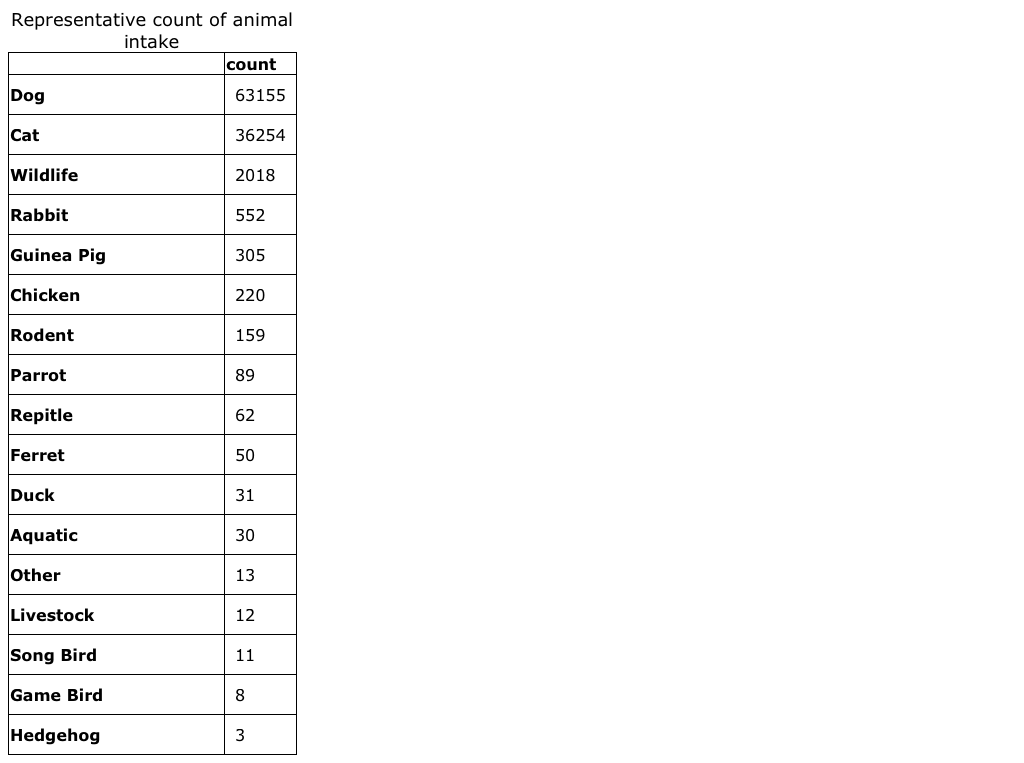 Representative count of animal
intake
count
Dog 63155
Cat 36254
Wildlife 2018
Rabbit 552
Guinea Pig 305
Chicken 220
Rodent 159
Parrot 89
Repitle 62
Ferret 50
Duck 31
Aquatic 30
Other 13
Livestock 12
Song Bird 11
Game Bird 8
Hedgehog 3